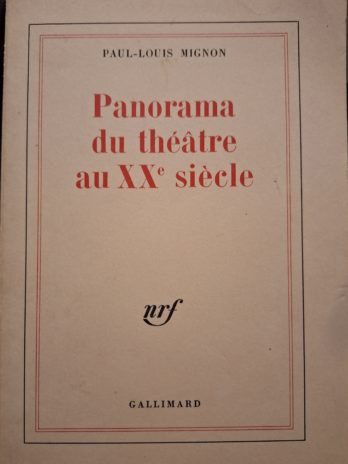 PAUL-LOUIS MIGNON
Panorama
du théâtre
au XXe siècle
nrf
GALLIMARD